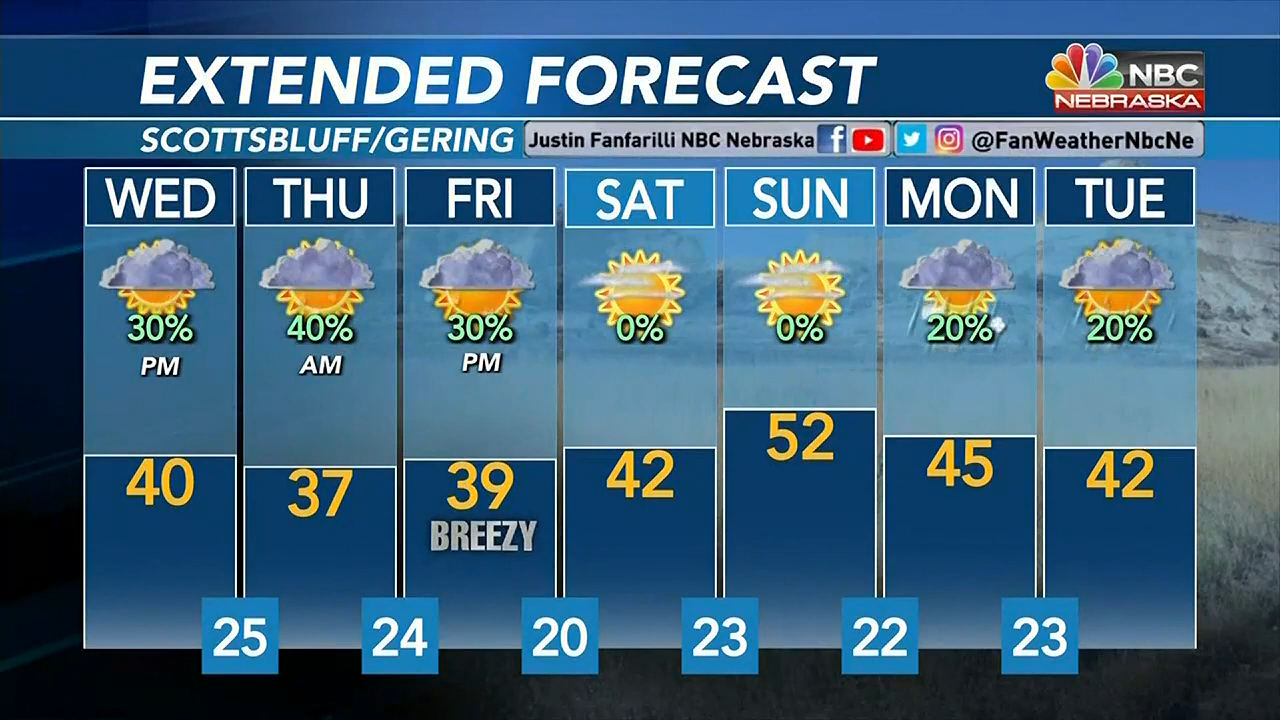 EXTENDED FORECAST
NBC
NEBRASKA
SCOTTSBLUFF/GERING
Justin Fanfarilli NBC Nebraska
@FanWeatherNbcNe
WED THU FRI SAT SUN MON TUE
30% 40% 30% 0% 0% 20% 20%
PM AM PM
40 37 39 42 52 45 42
BREEZY
25 24 20 23 22 23